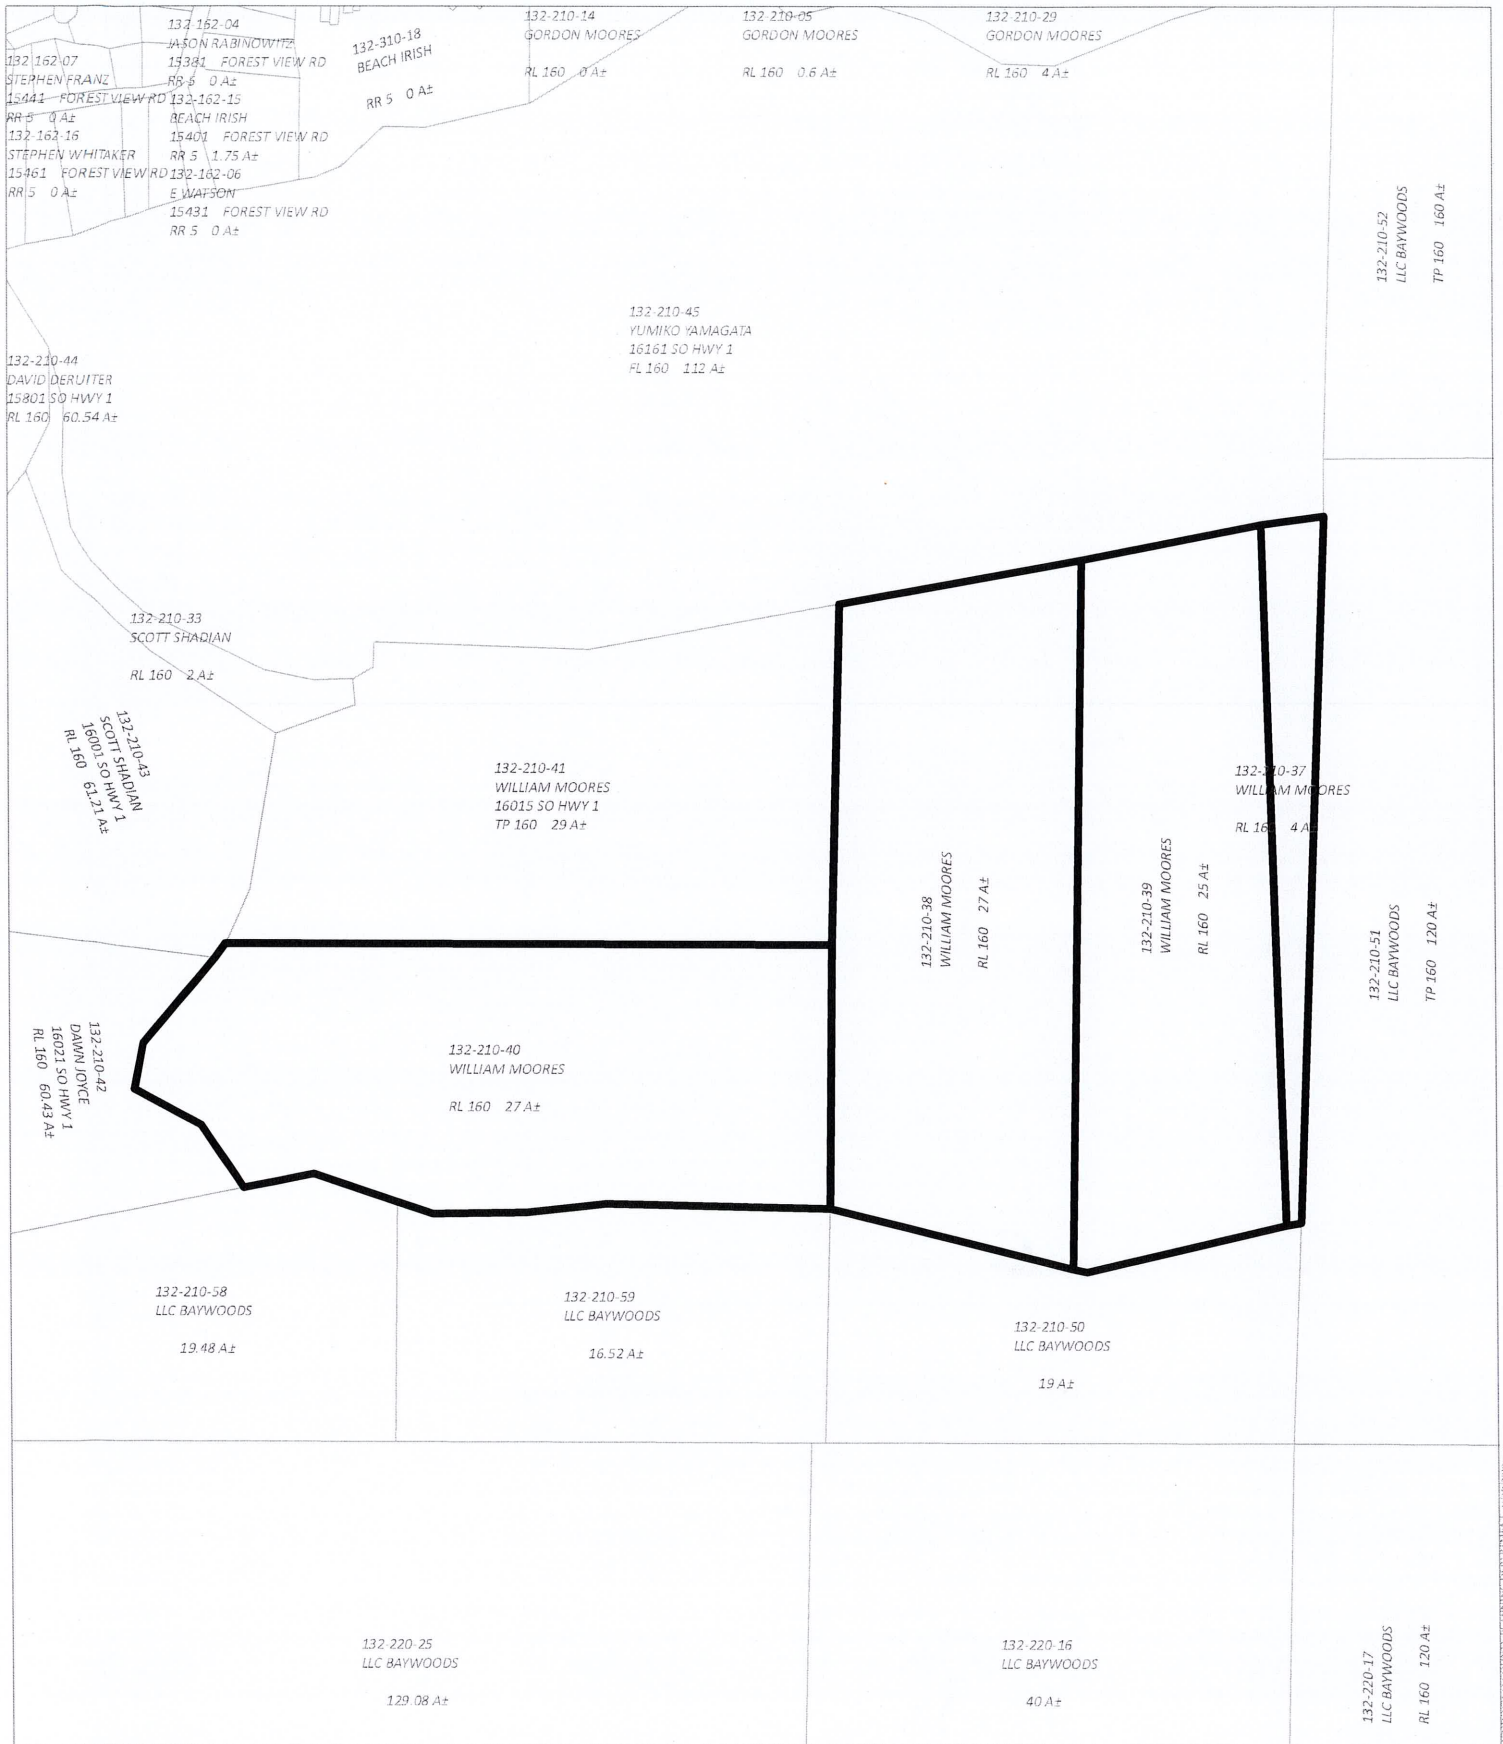 132-162-04
JASON RABINOWITZ
15381 FOREST VIEW RD
RR 5 0 A±
132-162-07
STEPHEN FRANZ
15441 FOREST VIEW RD
RR 5 0 A±
132-162-15
BEACH IRISH
15401 FOREST VIEW RD
RR 5 1.75 A±
132-162-16
STEPHEN WHITAKER
15461 FOREST VIEW RD
RR 5 0 A±
132-162-06
E WATSON
15431 FOREST VIEW RD
RR 5 0 A±
132-310-18
BEACH IRISH
RR 5 0 A±
132-210-14
GORDON MOORES
RL 160 0 A±
132-210-05
GORDON MOORES
RL 160 0.6 A±
132-210-29
GORDON MOORES
RL 160 4 A±
132-210-52
LLC BAYWOODS
TP 160 160 A±
132-210-45
YUMIKO YAMAGATA
16161 SO HWY 1
FL 160 112 A±
132-210-44
DAVID DERUITER
15801 SO HWY 1
RL 160 60.54 A±
132-210-33
SCOTT SHADIAN
RL 160 2 A±
132-210-43
SCOTT SHADIAN
16001 SO HWY 1
RL 160 61.21 A±
132-210-41
WILLIAM MOORES
16015 SO HWY 1
TP 160 29 A±
132-210-37
WILLIAM MOORES
RL 160 4 A±
132-210-38
WILLIAM MOORES
RL 160 27 A±
132-210-39
WILLIAM MOORES
RL 160 25 A±
132-210-51
LLC BAYWOODS
TP 160 120 A±
132-210-42
DAWN JOYCE
16021 SO HWY 1
RL 160 60.43 A±
132-210-40
WILLIAM MOORES
RL 160 27 A±
132-210-58
LLC BAYWOODS
19.48 A±
132-210-59
LLC BAYWOODS
16.52 A±
132-210-50
LLC BAYWOODS
19 A±
132-220-25
LLC BAYWOODS
129.08 A±
132-220-16
LLC BAYWOODS
40 A±
132-220-17
LLC BAYWOODS
RL 160 120 A±